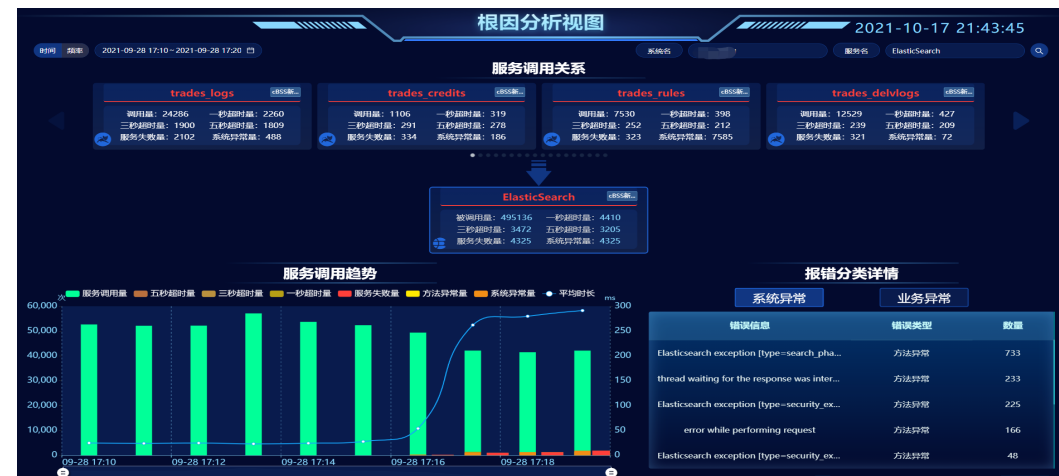 根因分析视图
2021-10-17 21:43:45
时间 频率 2021-09-28 17:10~2021-09-28 17:20 系统名 服务名 ElasticSearch
服务调用关系
trades_logs cBSS新... trades_credits cBSS新... trades_rules cBSS新... trades_delvlogs cBSS新...
调用量: 24286 一秒超时量: 2260 调用量: 1106 一秒超时量: 319 调用量: 7530 一秒超时量: 398 调用量: 12529 一秒超时量: 427
三秒超时量: 1900 五秒超时量: 1809 三秒超时量: 291 五秒超时量: 278 三秒超时量: 252 五秒超时量: 212 三秒超时量: 239 五秒超时量: 209
服务失败量: 2102 系统异常量: 488 服务失败量: 334 系统异常量: 186 服务失败量: 323 系统异常量: 7585 服务失败量: 321 系统异常量: 72
ElasticSearch cBSS新...
被调用量: 495136 一秒超时量: 4410
三秒超时量: 3472 五秒超时量: 3205
服务失败量: 4325 系统异常量: 4325
服务调用趋势
次 服务调用量 五秒超时量 三秒超时量 一秒超时量 服务失败量 方法异常量 系统异常量 平均时长 ms
60,000 300
50,000 250
40,000 200
30,000 150
20,000 100
10,000 50
0 0
09-28 17:10 09-28 17:12 09-28 17:14 09-28 17:16 09-28 17:18
报错分类详情
系统异常 业务异常
错误信息 错误类型 数量
Elasticsearch exception [type=search_pha... 方法异常 733
thread waiting for the response was inter... 方法异常 233
Elasticsearch exception [type=security_ex... 方法异常 225
error while performing request 方法异常 166
Elasticsearch exception [type=security_ex... 方法异常 48